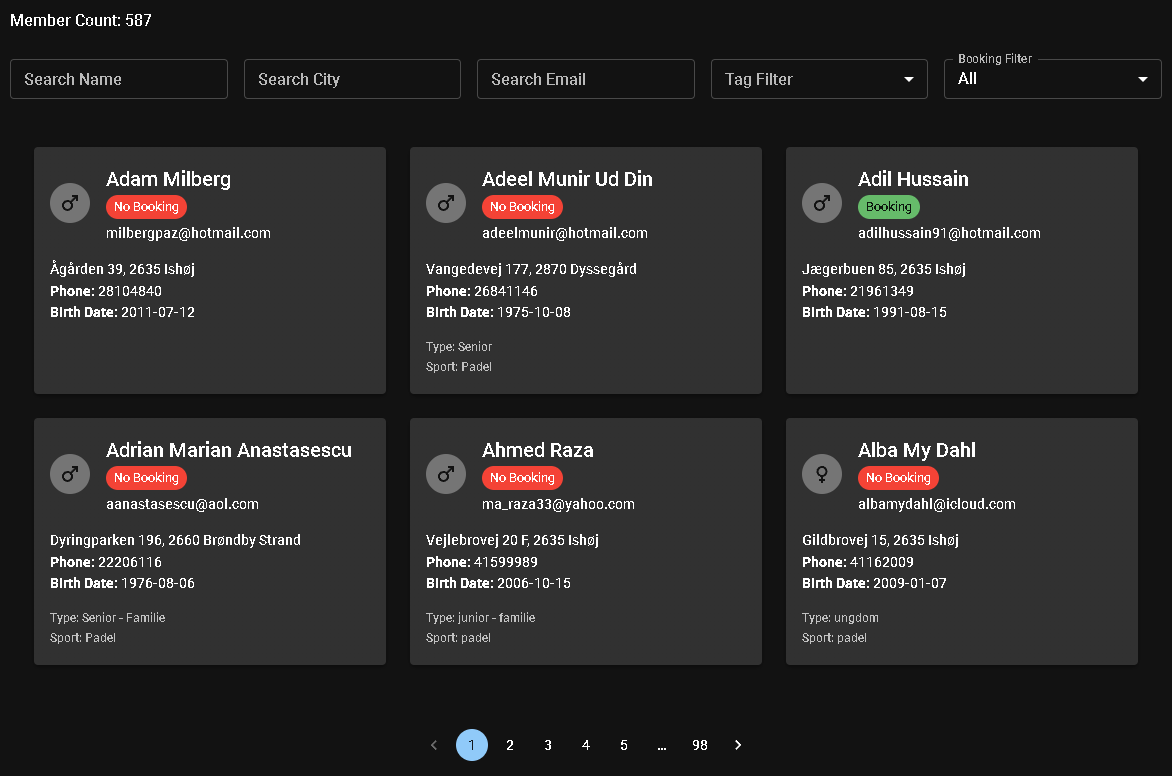 Member Count: 587
Search Name
Search City
Search Email
Tag Filter
Booking Filter
All
Adam Milberg
No Booking
milbergpaz@hotmail.com
Ågården 39, 2635 Ishøj
Phone: 28104840
Birth Date: 2011-07-12
Adeel Munir Ud Din
No Booking
adeelmunir@hotmail.com
Vangedevej 177, 2870 Dyssegård
Phone: 26841146
Birth Date: 1975-10-08
Type: Senior
Sport: Padel
Adil Hussain
Booking
adilhussain91@hotmail.com
Jægerbuen 85, 2635 Ishøj
Phone: 21961349
Birth Date: 1991-08-15
Adrian Marian Anastasescu
No Booking
aanastasescu@aol.com
Dyringparken 196, 2660 Brøndby Strand
Phone: 22206116
Birth Date: 1976-08-06
Type: Senior - Familie
Sport: Padel
Ahmed Raza
No Booking
ma_raza33@yahoo.com
Vejlebrovej 20 F, 2635 Ishøj
Phone: 41599989
Birth Date: 2006-10-15
Type: junior - familie
Sport: padel
Alba My Dahl
No Booking
albamydahl@icloud.com
Gildbrovej 15, 2635 Ishøj
Phone: 41162009
Birth Date: 2009-01-07
Type: ungdom
Sport: padel
1 2 3 4 5 ... 98